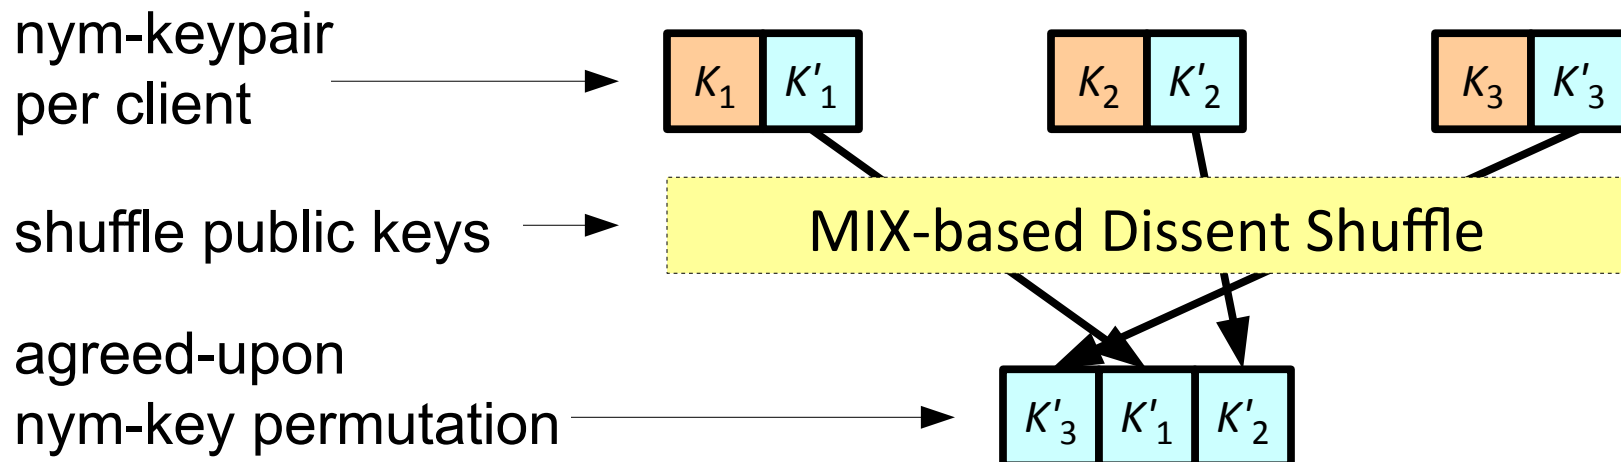 nym-keypair
per client
K₁ K'₁ K₂ K'₂ K₃ K'₃
shuffle public keys
MIX-based Dissent Shuffle
agreed-upon
nym-key permutation
K'₃ K'₁ K'₂